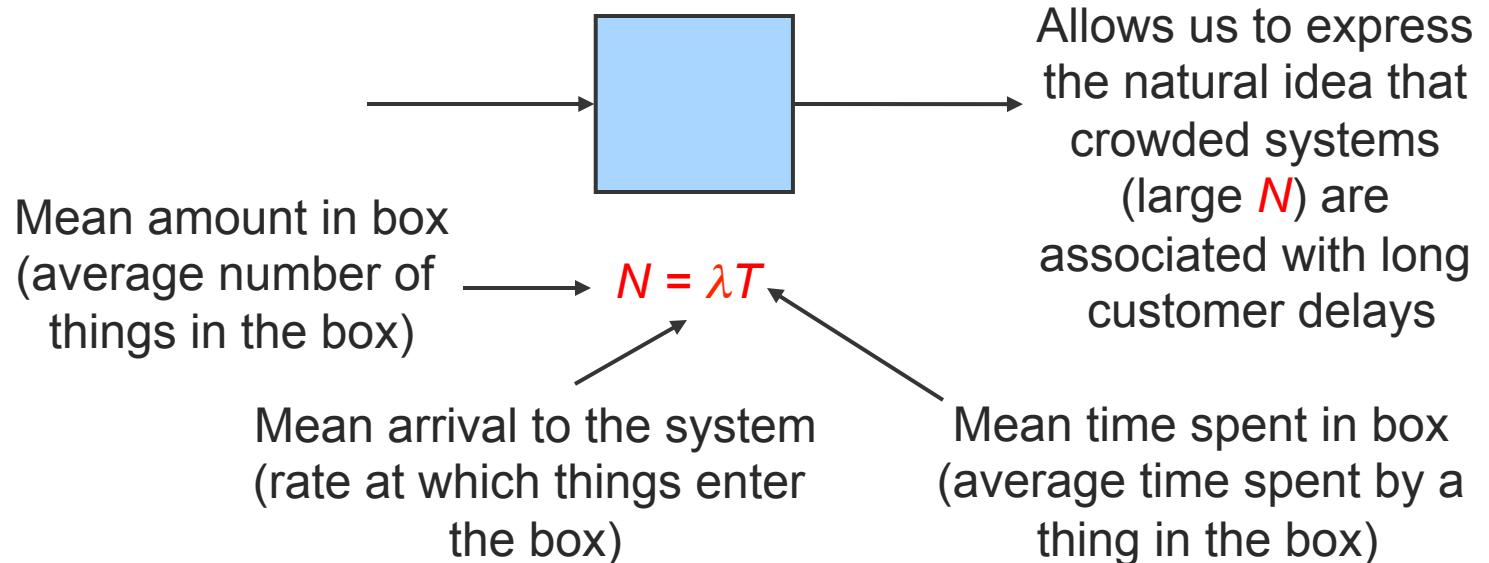 Allows us to express
the natural idea that
crowded systems
(large N) are
associated with long
customer delays
Mean amount in box
(average number of
things in the box)
N = λT
Mean arrival to the system
(rate at which things enter
the box)
Mean time spent in box
(average time spent by a
thing in the box)